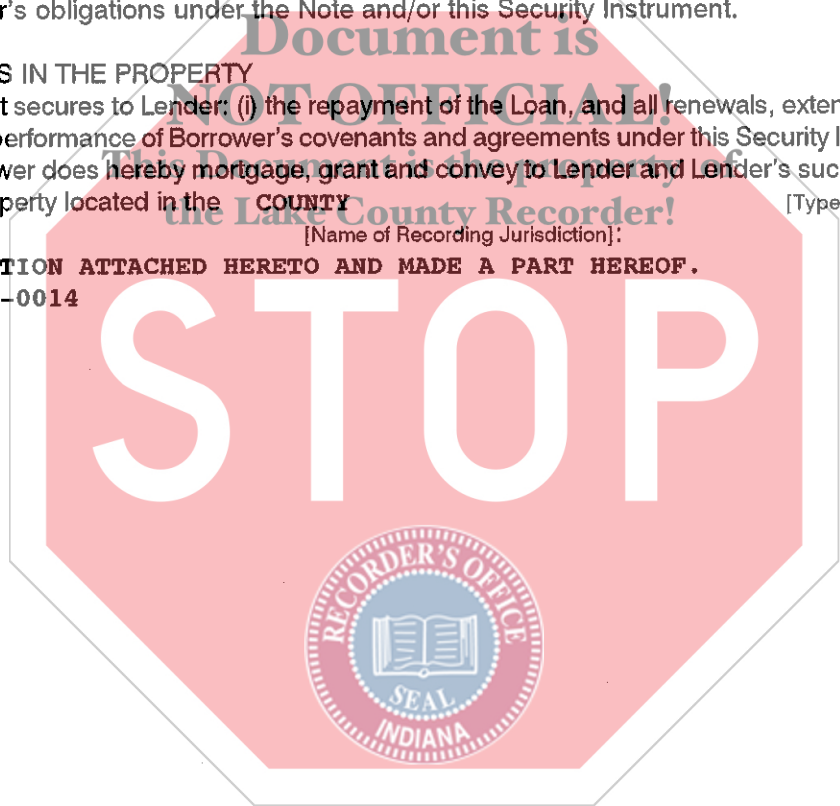 r's obligations under the Note and/or this Security Instrument.
Document is
S IN THE PROPERTY
NOT OFFICIAL!
t secures to Lender: (i) the repayment of the Loan, and all renewals, exten
erformance of Borrower's covenants and agreements under this Security I
This Document is the property of
wer does hereby mortgage, grant and convey to Lender and Lender's suc
perty located in the COUNTY [Type
the Lake County Recorder!
[Name of Recording Jurisdiction]:
TION ATTACHED HERETO AND MADE A PART HEREOF.
-0014
STOP
RECORDER'S OFFICE
SEAL
INDIANA